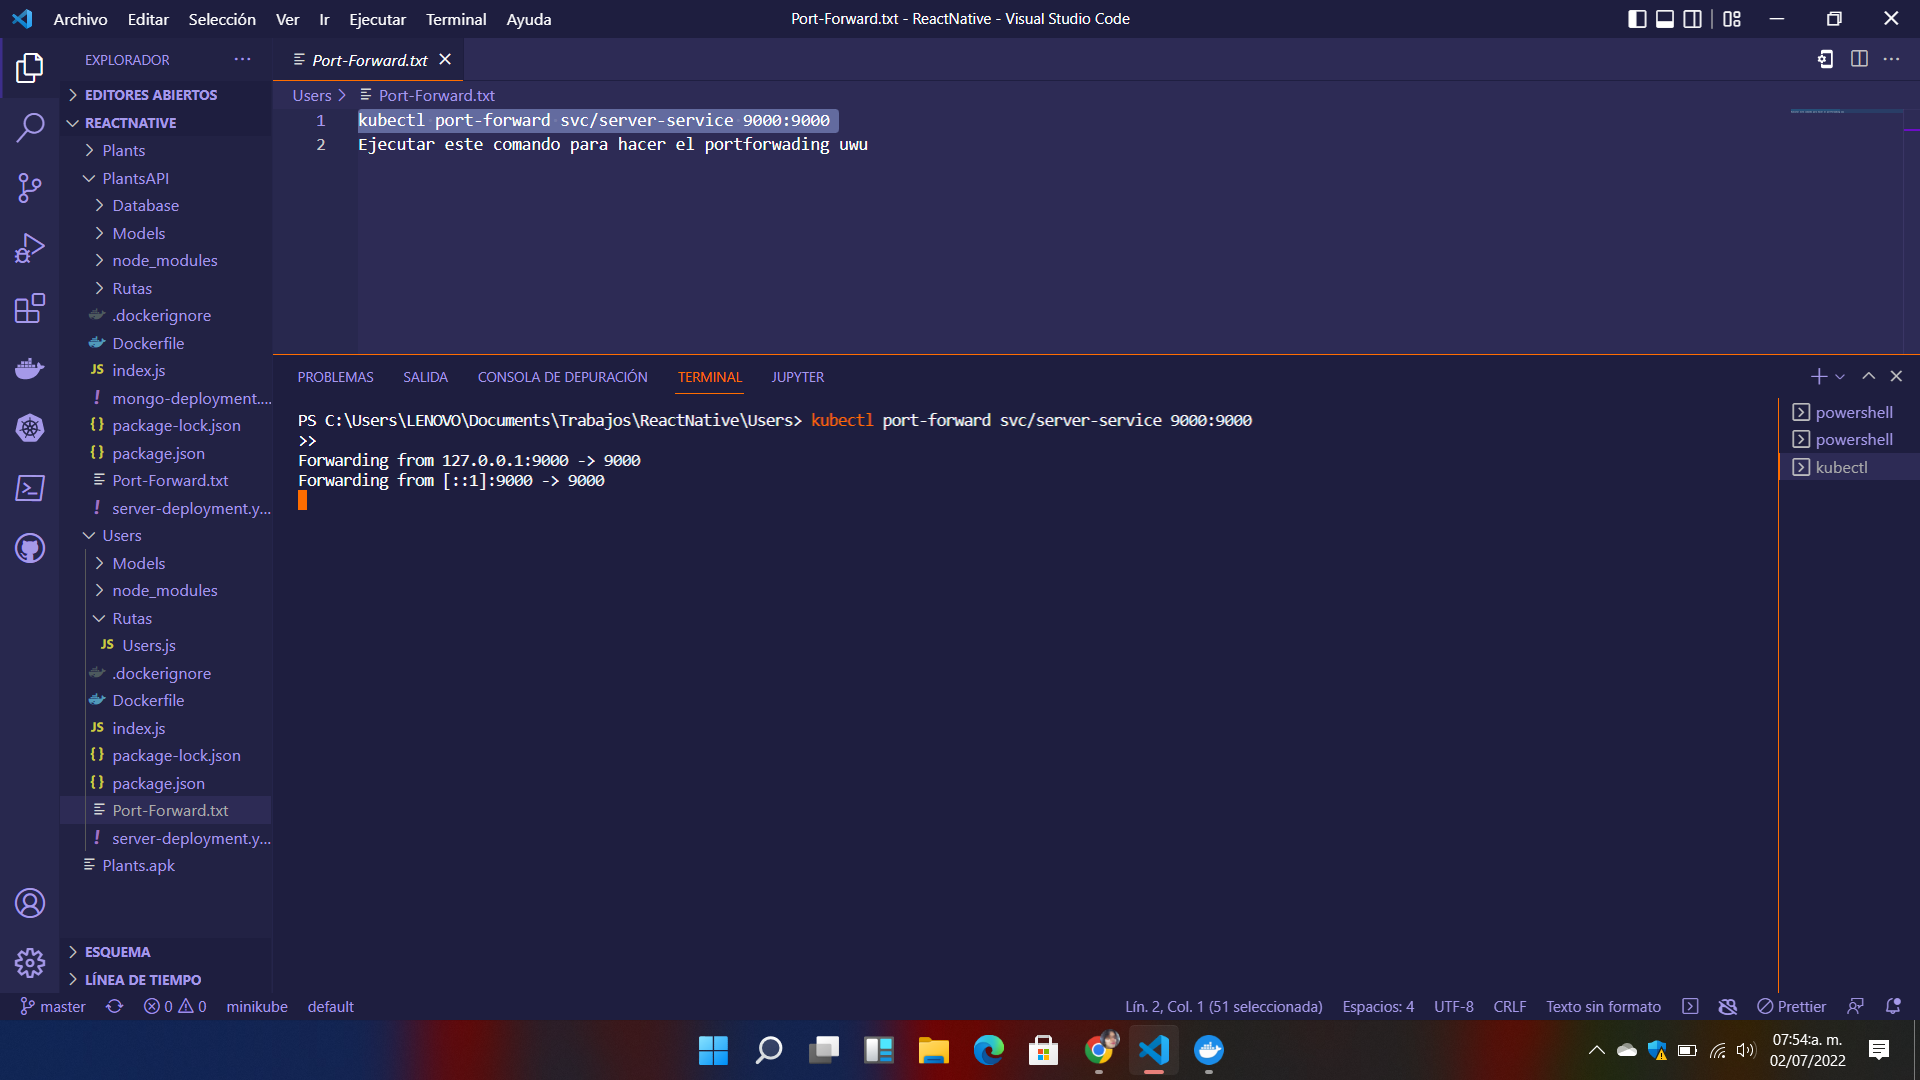 Archivo Editar Selección Ver Ir Ejecutar Terminal Ayuda
Port-Forward.txt - ReactNative - Visual Studio Code
EXPLORADOR
EDITORES ABIERTOS
REACTNATIVE
Plants
PlantsAPI
Database
Models
node_modules
Rutas
.dockerignore
Dockerfile
JS index.js
! mongo-deployment....
{} package-lock.json
{} package.json
Port-Forward.txt
! server-deployment.y...
Users
Models
node_modules
Rutas
JS Users.js
.dockerignore
Dockerfile
JS index.js
{} package-lock.json
{} package.json
Port-Forward.txt
! server-deployment.y...
Plants.apk
ESQUEMA
LÍNEA DE TIEMPO
Port-Forward.txt
Users > Port-Forward.txt
1 kubectl port-forward svc/server-service 9000:9000
2 Ejecutar este comando para hacer el portforwading uwu
PROBLEMAS SALIDA CONSOLA DE DEPURACIÓN TERMINAL JUPYTER
PS C:\Users\LENOVO\Documents\Trabajos\ReactNative\Users> kubectl port-forward svc/server-service 9000:9000
>>
Forwarding from 127.0.0.1:9000 -> 9000
Forwarding from [::1]:9000 -> 9000
powershell
powershell
kubectl
master 0 0 minikube default
Lín. 2, Col. 1 (51 seleccionada) Espacios: 4 UTF-8 CRLF Texto sin formato Prettier
07:54:a. m.
02/07/2022